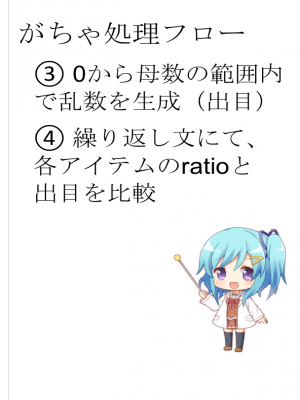 がちゃ処理フロー
③ 0から母数の範囲内
で乱数を生成（出目）
④ 繰り返し文にて、
各アイテムのratioと
出目を比較